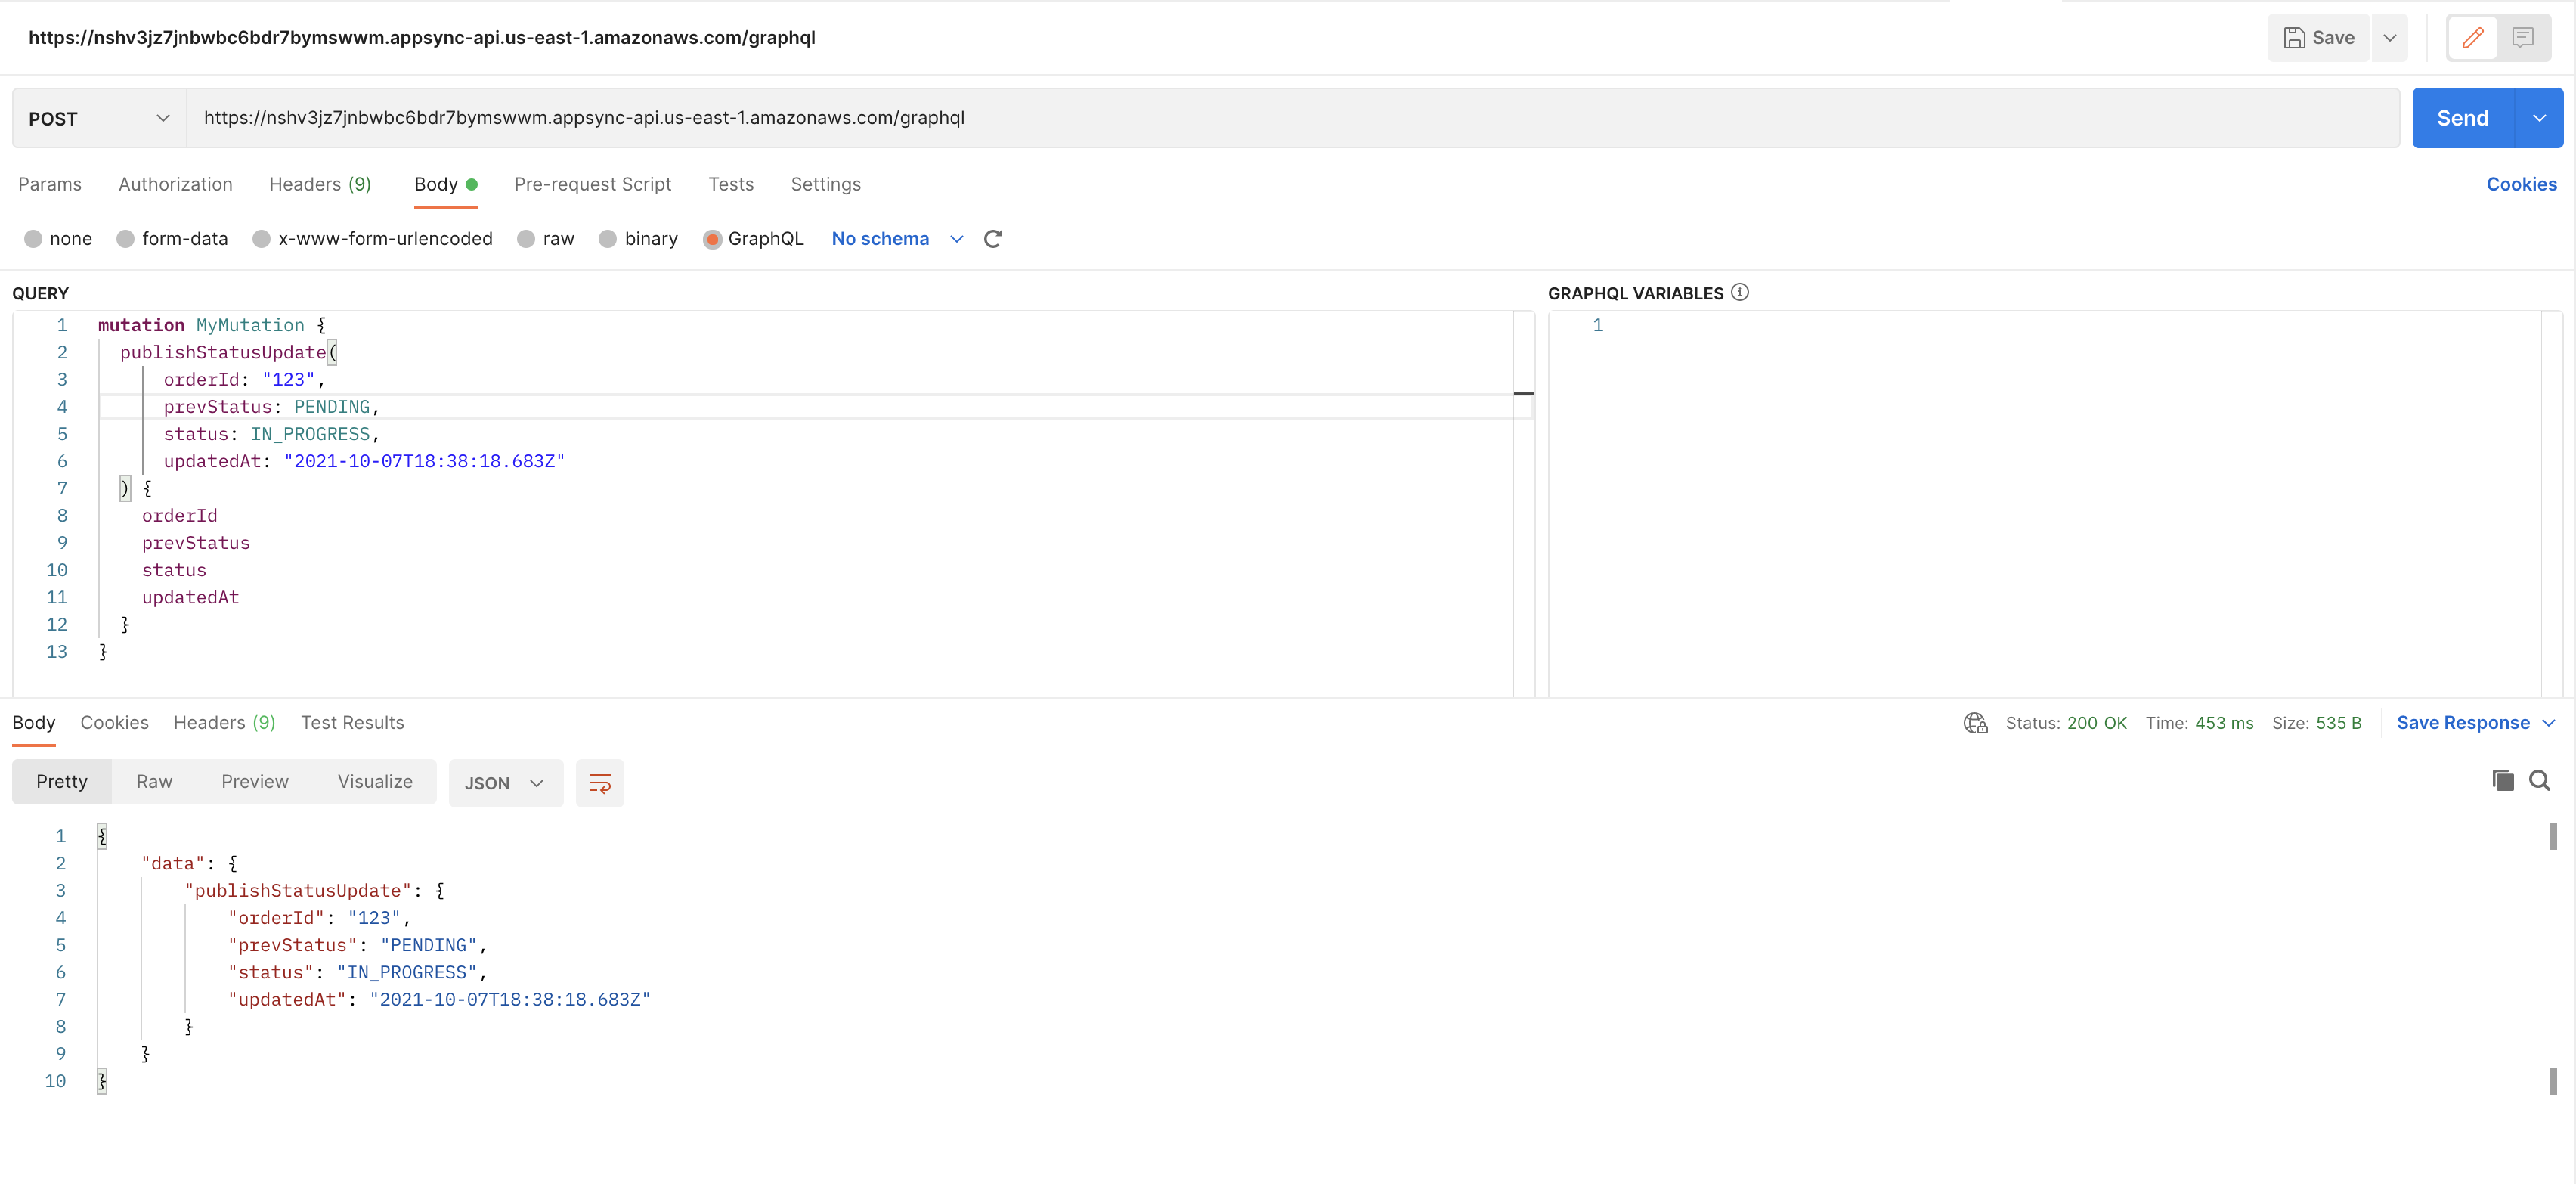 https://nshv3jz7jnbwbc6bdr7bymswwm.appsync-api.us-east-1.amazonaws.com/graphql
Save
POST
https://nshv3jz7jnbwbc6bdr7bymswwm.appsync-api.us-east-1.amazonaws.com/graphql
Send
Params Authorization Headers (9) Body Pre-request Script Tests Settings Cookies
none form-data x-www-form-urlencoded raw binary GraphQL No schema
QUERY
1 mutation MyMutation {
2 publishStatusUpdate(
3 orderId: "123",
4 prevStatus: PENDING,
5 status: IN_PROGRESS,
6 updatedAt: "2021-10-07T18:38:18.683Z"
7 ) {
8 orderId
9 prevStatus
10 status
11 updatedAt
12 }
13 }
GRAPHQL VARIABLES
1
Body Cookies Headers (9) Test Results Status: 200 OK Time: 453 ms Size: 535 B Save Response
Pretty Raw Preview Visualize JSON
1 {
2 "data": {
3 "publishStatusUpdate": {
4 "orderId": "123",
5 "prevStatus": "PENDING",
6 "status": "IN_PROGRESS",
7 "updatedAt": "2021-10-07T18:38:18.683Z"
8 }
9 }
10 }